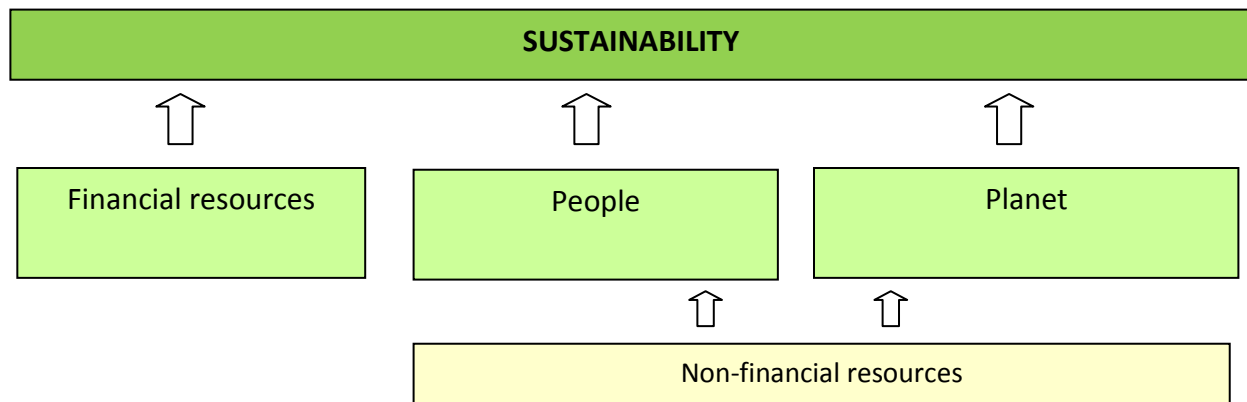 SUSTAINABILITY
Financial resources
People
Planet
Non-financial resources